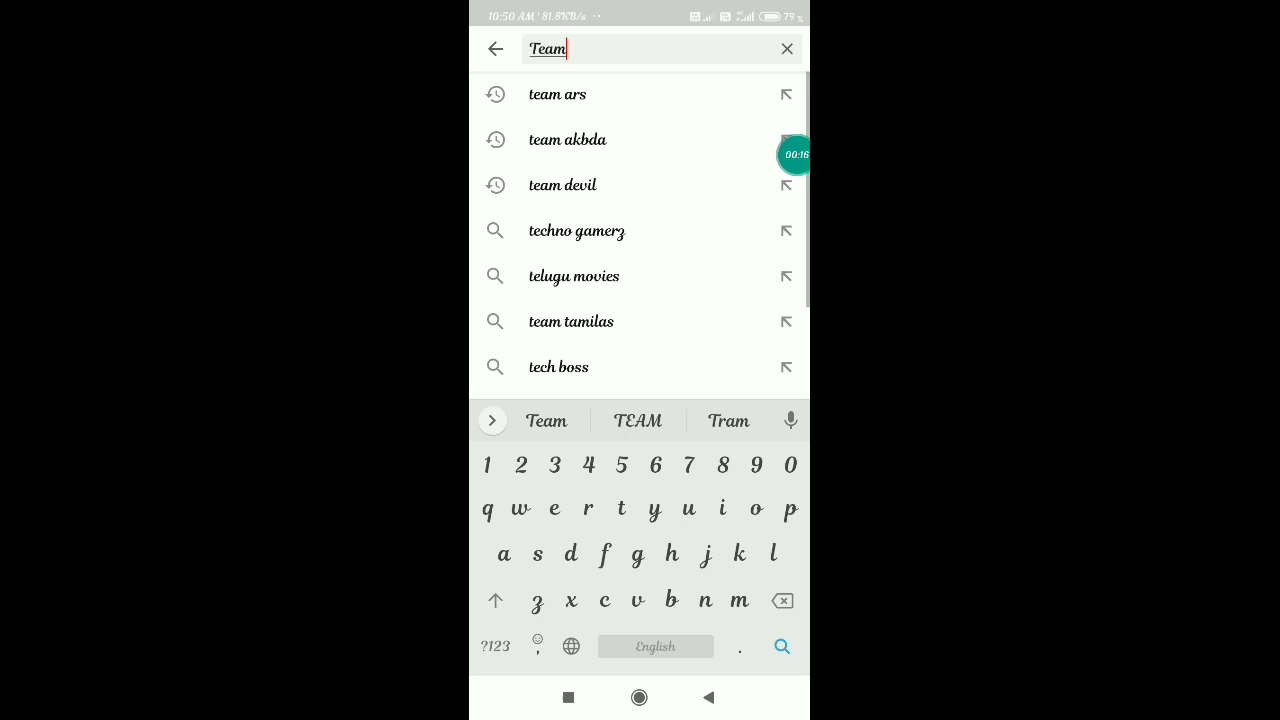 10:50 AM ' 81.8KB/s ··
79 %
Team
team ars
team akbda
00:16
team devil
techno gamerz
telugu movies
team tamilas
tech boss
Team TEAM Tram
1 2 3 4 5 6 7 8 9 0
q w e r t y u i o p
a s d f g h j k l
z x c v b n m
?123 , English .